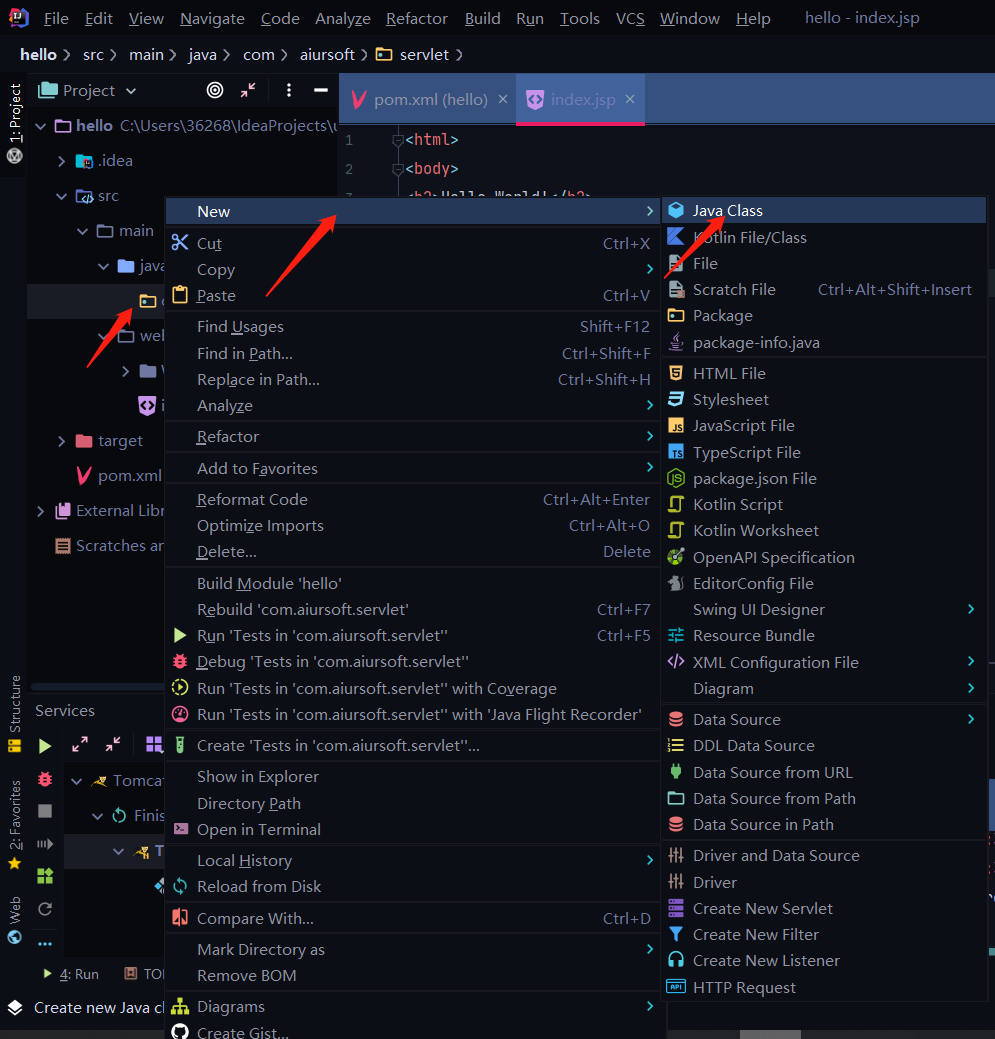 File Edit View Navigate Code Analyze Refactor Build Run Tools VCS Window Help hello - index.jsp
hello src main java com aiursoft servlet
1: Project
Project
pom.xml (hello)
index.jsp
hello C:\Users\36268\IdeaProjects\
.idea
src
main
java
web
target
pom.xml
External Libr
Scratches an
1 <html>
2 <body>
New
Cut Ctrl+X
Copy
Paste Ctrl+V
Find Usages Shift+F12
Find in Path... Ctrl+Shift+F
Replace in Path... Ctrl+Shift+H
Analyze
Refactor
Add to Favorites
Reformat Code Ctrl+Alt+Enter
Optimize Imports Ctrl+Alt+O
Delete... Delete
Build Module 'hello'
Rebuild 'com.aiursoft.servlet' Ctrl+F7
Run 'Tests in 'com.aiursoft.servlet'' Ctrl+F5
Debug 'Tests in 'com.aiursoft.servlet''
Run 'Tests in 'com.aiursoft.servlet'' with Coverage
Run 'Tests in 'com.aiursoft.servlet'' with 'Java Flight Recorder'
Create 'Tests in 'com.aiursoft.servlet''...
Show in Explorer
Directory Path
Open in Terminal
Local History
Reload from Disk
Compare With... Ctrl+D
Mark Directory as
Remove BOM
Diagrams
Create Gist...
Java Class
Kotlin File/Class
File
Scratch File Ctrl+Alt+Shift+Insert
Package
package-info.java
HTML File
Stylesheet
JavaScript File
TypeScript File
package.json File
Kotlin Script
Kotlin Worksheet
OpenAPI Specification
EditorConfig File
Swing UI Designer
Resource Bundle
XML Configuration File
Diagram
Data Source
DDL Data Source
Data Source from URL
Data Source from Path
Data Source in Path
Driver and Data Source
Driver
Create New Servlet
Create New Filter
Create New Listener
HTTP Request
Structure
2: Favorites
Web
Services
Tomca
Finis
T
4: Run
TO
Create new Java cl